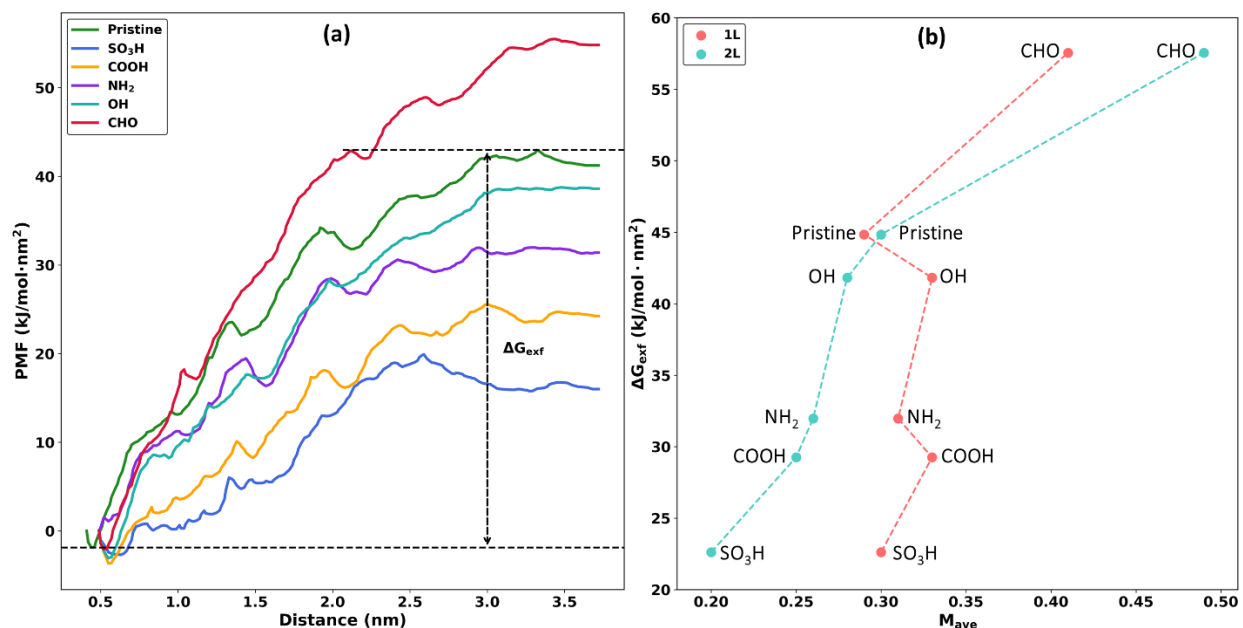 (a)
Pristine
SO₃H
COOH
NH₂
OH
CHO
PMF (kJ/mol·nm²)
50
40
30
20
10
0
ΔG_exf
0.5 1.0 1.5 2.0 2.5 3.0 3.5
Distance (nm)
(b)
1L
2L
ΔG_exf (kJ/mol · nm²)
60
55
50
45
40
35
30
25
20
CHO CHO
Pristine Pristine
OH OH
NH₂ NH₂
COOH COOH
SO₃H SO₃H
0.20 0.25 0.30 0.35 0.40 0.45 0.50
M_ave